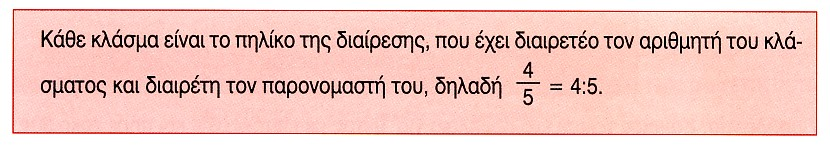 Κάθε κλάσμα είναι το πηλίκο της διαίρεσης, που έχει διαιρετέο τον αριθμητή του κλά-
σματος και διαιρέτη τον παρονομαστή του, δηλαδή 4/5 = 4:5.